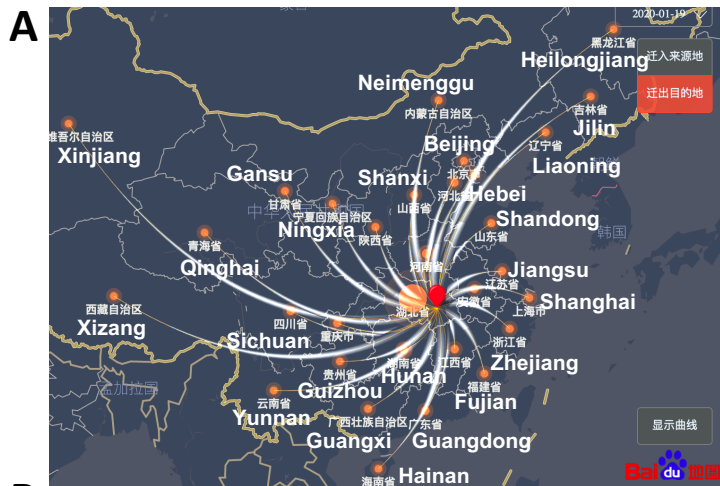 A
2020-01-19
黑龙江省
Heilongjiang
迁入来源地
Neimenggu
内蒙古自治区
迁出目的地
吉林省
Jilin
维吾尔自治区
Xinjiang
Beijing
北京市
辽宁省
Liaoning
Gansu
甘肃省
Shanxi
山西省
河北省
Hebei
宁夏回族自治区
Ningxia
陕西省
Shandong
山东省
韩国
青海省
Qinghai
河南省
Jiangsu
江苏省
西藏自治区
Xizang
湖北省
安徽省
Shanghai
上海市
四川省
Sichuan
重庆市
浙江省
Zhejiang
湖南省
Hunan
江西省
贵州省
Guizhou
福建省
Fujian
孟加拉国
云南省
Yunnan
广西壮族自治区
Guangxi
广东省
Guangdong
显示曲线
海南省
Hainan
Bai du 地图